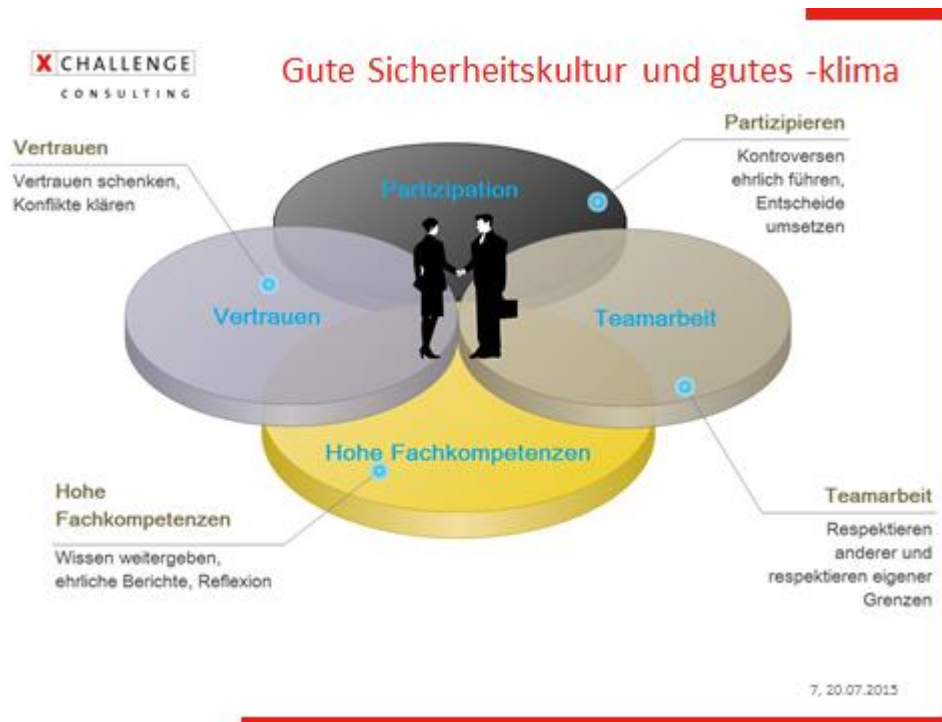 X CHALLENGE
CONSULTING
Gute Sicherheitskultur und gutes -klima
Vertrauen
Vertrauen schenken,
Konflikte klären
Partizipieren
Kontroversen
ehrlich führen,
Entscheide
umsetzen
Partizipation
Vertrauen
Teamarbeit
Hohe Fachkompetenzen
Hohe
Fachkompetenzen
Wissen weitergeben,
ehrliche Berichte, Reflexion
Teamarbeit
Respektieren
anderer und
respektieren eigener
Grenzen
7, 20.07.2015